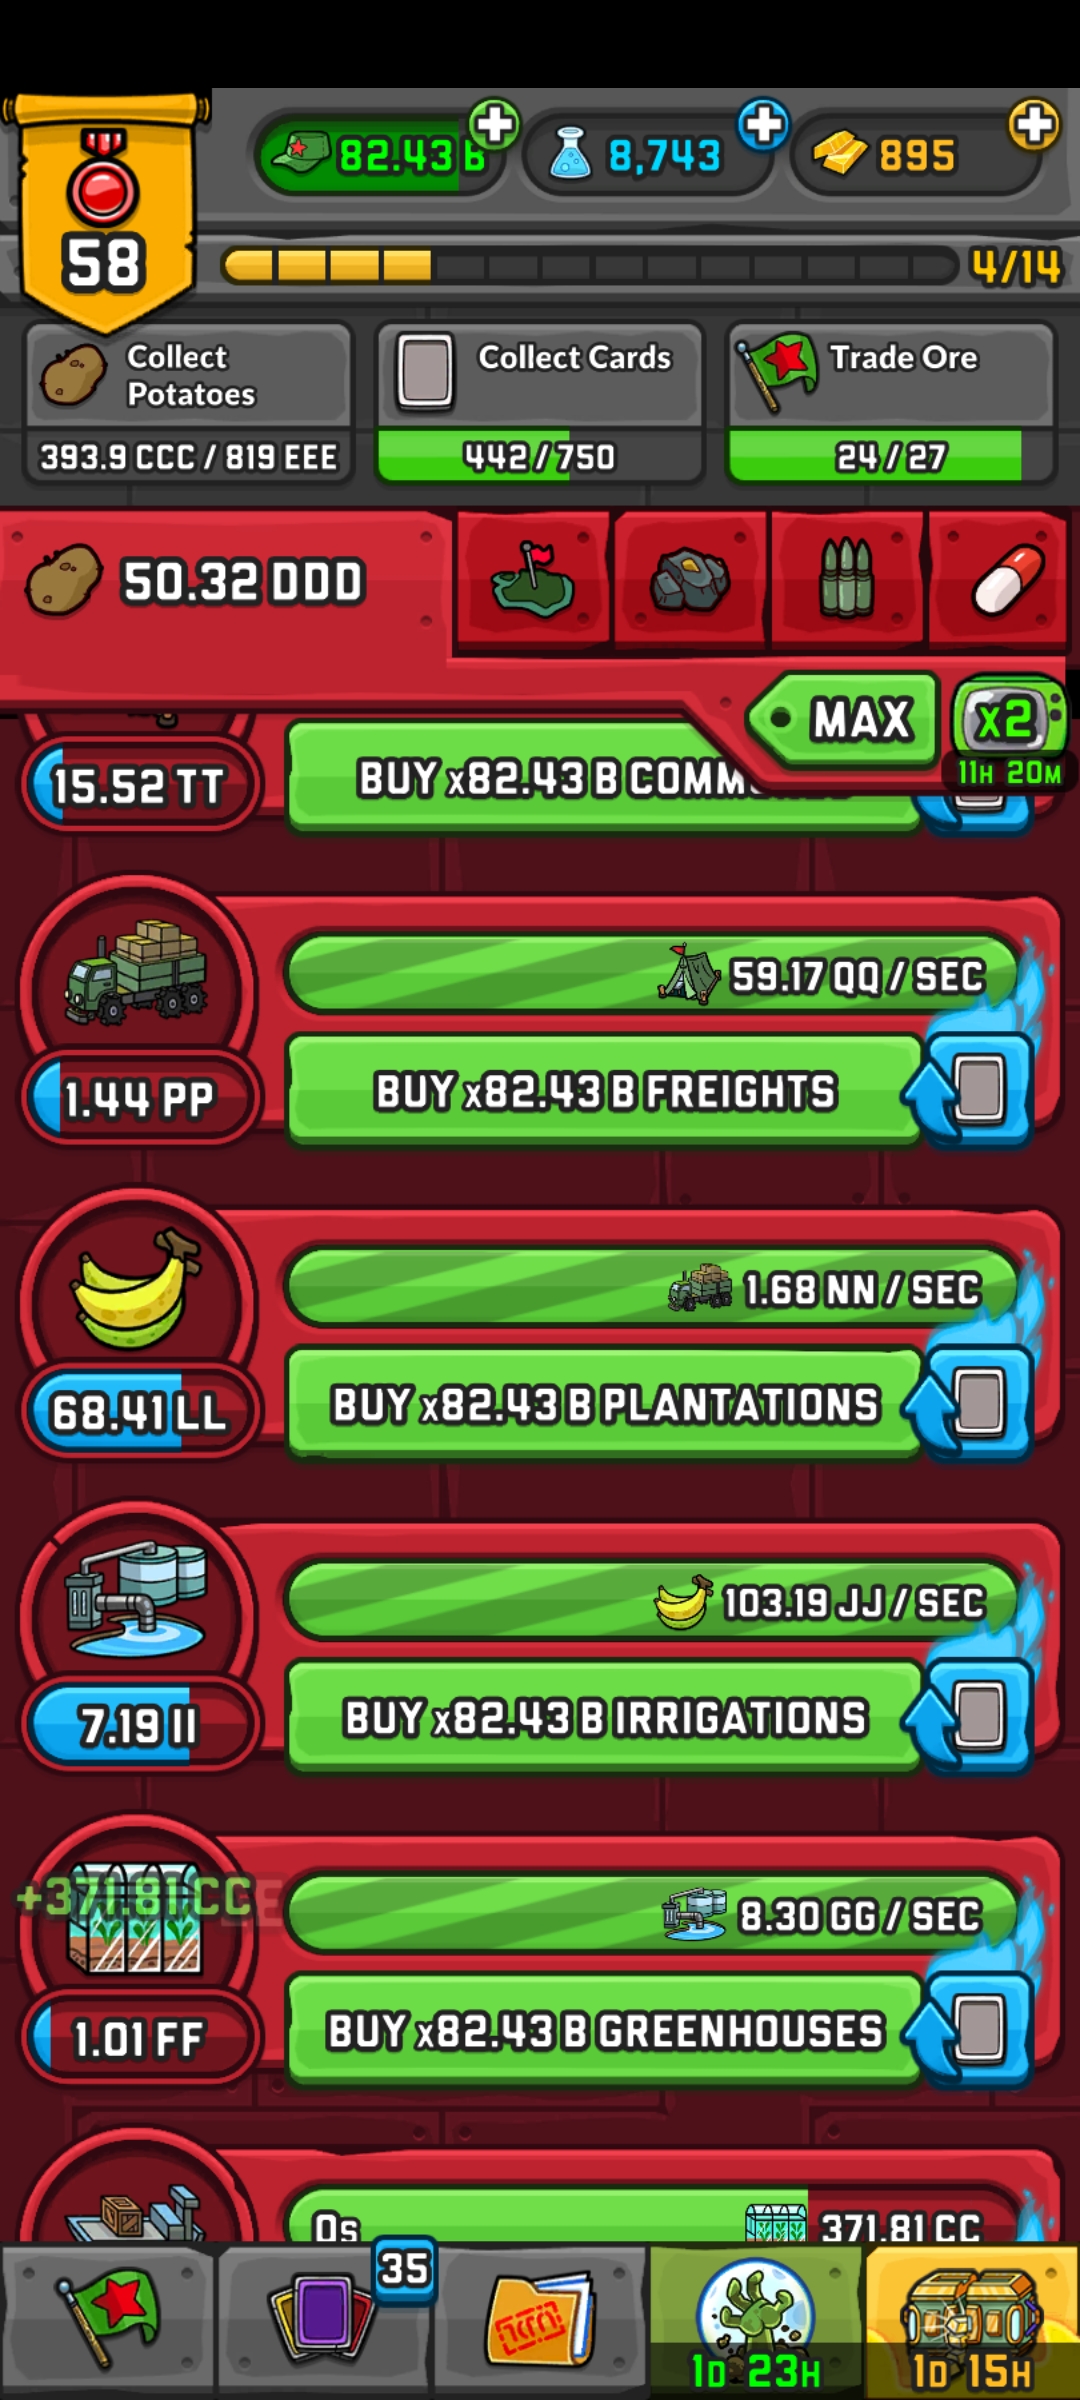 82.43 B
8,743
895
58
4/14
Collect
Potatoes
Collect Cards
Trade Ore
393.9 CCC / 819 EEE
442/750
24/27
50.32 DDD
MAX
x2
11H 20M
15.52 TT
BUY x82.43 B
59.17 QQ / SEC
1.44 PP
BUY x82.43 B FREIGHTS
1.68 NN / SEC
68.41 LL
BUY x82.43 B PLANTATIONS
103.19 JJ / SEC
7.19 II
BUY x82.43 B IRRIGATIONS
+371.81 CC
8.30 GG / SEC
1.01 FF
BUY x82.43 B GREENHOUSES
0s
371.81 CC
35
1D 23H
1D 15H